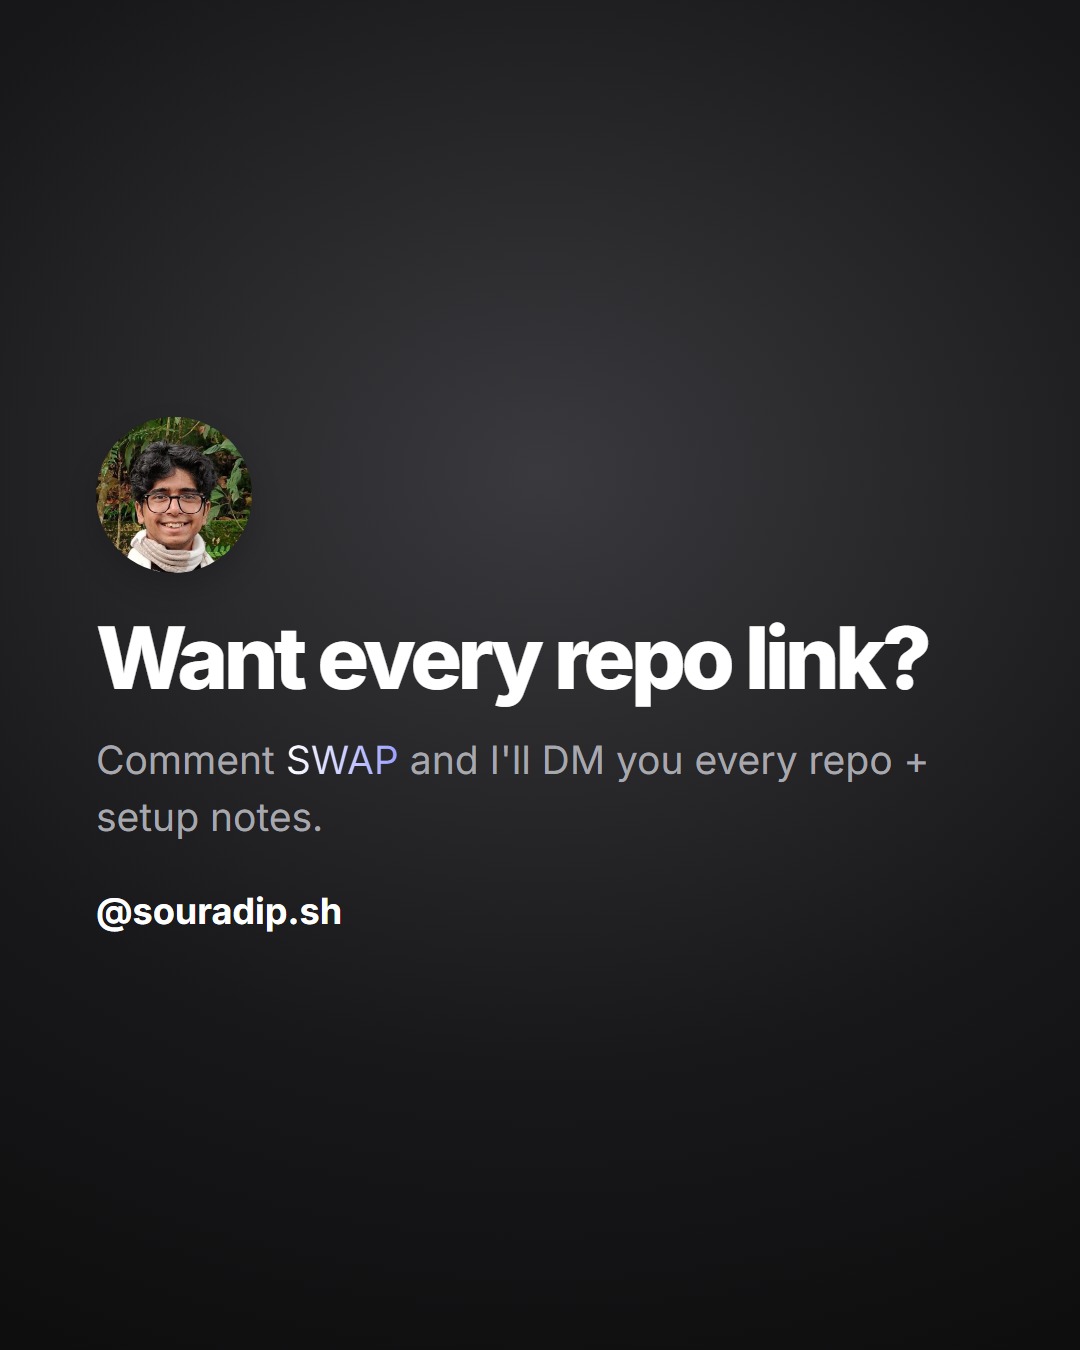 Want every repo link?
Comment SWAP and I'll DM you every repo +
setup notes.
@souradip.sh